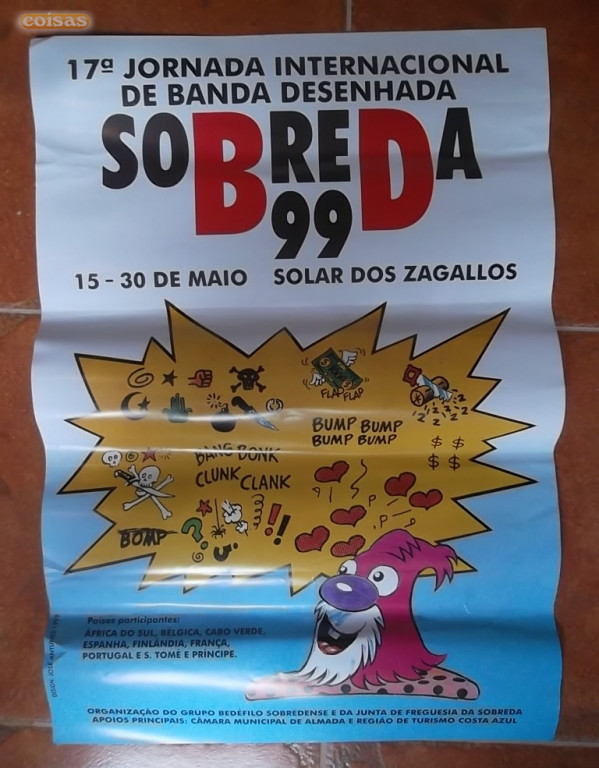 coisas
17ª JORNADA INTERNACIONAL
DE BANDA DESENHADA
SOBREDA
99
15 - 30 DE MAIO SOLAR DOS ZAGALLOS
FLAP FLAP
Z Z Z Z Z
BUMP BUMP
BUMP BUMP
$ $
$ $
BANG BONK
CLUNK CLANK
P
P
? !!
BOMP
Países participantes:
ÁFRICA DO SUL, BELGICA, CABO VERDE,
ESPANHA, FINLÂNDIA, FRANÇA,
PORTUGAL E S. TOMÉ E PRÍNCIPE.
ORGANIZAÇÃO DO GRUPO BEDÉFILO SOBREDENSE E DA JUNTA DE FREGUESIA DA SOBREDA
APOIOS PRINCIPAIS: CÂMARA MUNICIPAL DE ALMADA E REGIÃO DE TURISMO COSTA AZUL